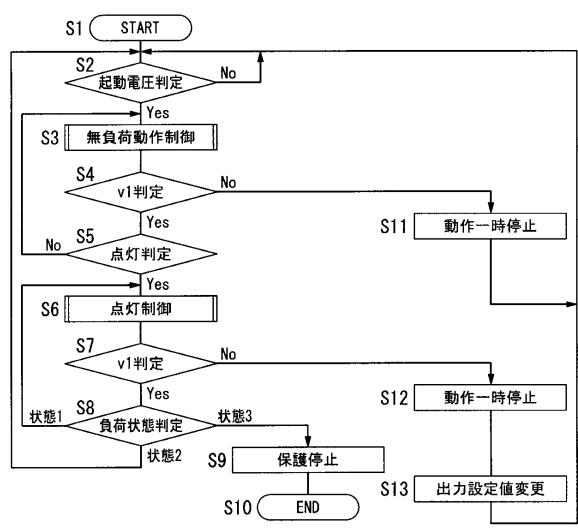 S1 START
S2 起動電圧判定 No
Yes
S3 無負荷動作制御
S4 v1判定 No
Yes
S11 動作一時停止
S5 点灯判定 No
Yes
S6 点灯制御
S7 v1判定 No
Yes
S12 動作一時停止
S8 負荷状態判定 状態1 状態3
状態2
S9 保護停止
S13 出力設定値変更
S10 END